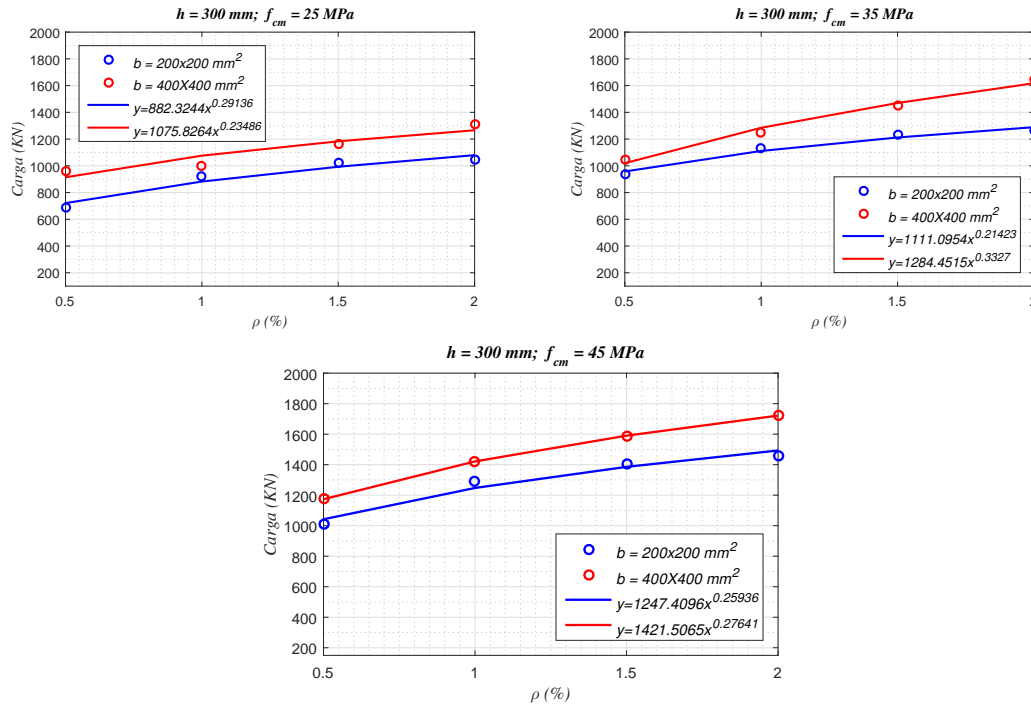 h = 300 mm; f_cm = 25 MPa
2000
1800
1600
1400
1200
1000
800
600
400
200
Carga (KN)
0.5 1 1.5 2
ρ (%)
b = 200x200 mm^2
b = 400X400 mm^2
y=882.3244x^0.29136
y=1075.8264x^0.23486
h = 300 mm; f_cm = 35 MPa
2000
1800
1600
1400
1200
1000
800
600
400
200
Carga (KN)
0.5 1 1.5 2
ρ (%)
b = 200x200 mm^2
b = 400X400 mm^2
y=1111.0954x^0.21423
y=1284.4515x^0.3327
h = 300 mm; f_cm = 45 MPa
2000
1800
1600
1400
1200
1000
800
600
400
200
Carga (KN)
0.5 1 1.5 2
ρ (%)
b = 200x200 mm^2
b = 400X400 mm^2
y=1247.4096x^0.25936
y=1421.5065x^0.27641